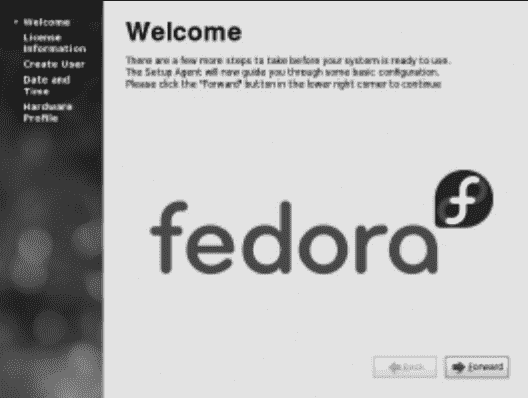 Welcome
License
Information
Create User
Date and
Time
Hardware
Profile
Welcome
There are a few more steps to take before your system is ready to use.
The Setup Agent will now guide you through some basic configuration.
Please click the "Forward" button in the lower right corner to continue
fedora
Back
Forward